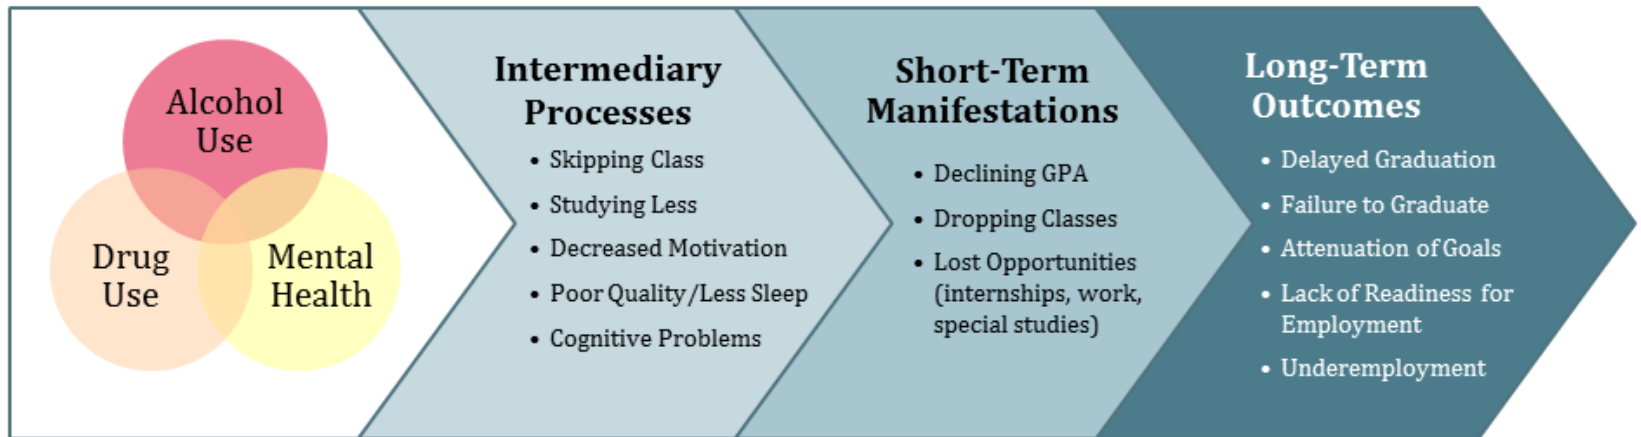 Alcohol
Use
Drug
Use
Mental
Health
Intermediary
Processes
• Skipping Class
• Studying Less
• Decreased Motivation
• Poor Quality/Less Sleep
• Cognitive Problems
Short-Term
Manifestations
• Declining GPA
• Dropping Classes
• Lost Opportunities
(internships, work,
special studies)
Long-Term
Outcomes
• Delayed Graduation
• Failure to Graduate
• Attenuation of Goals
• Lack of Readiness for
Employment
• Underemployment